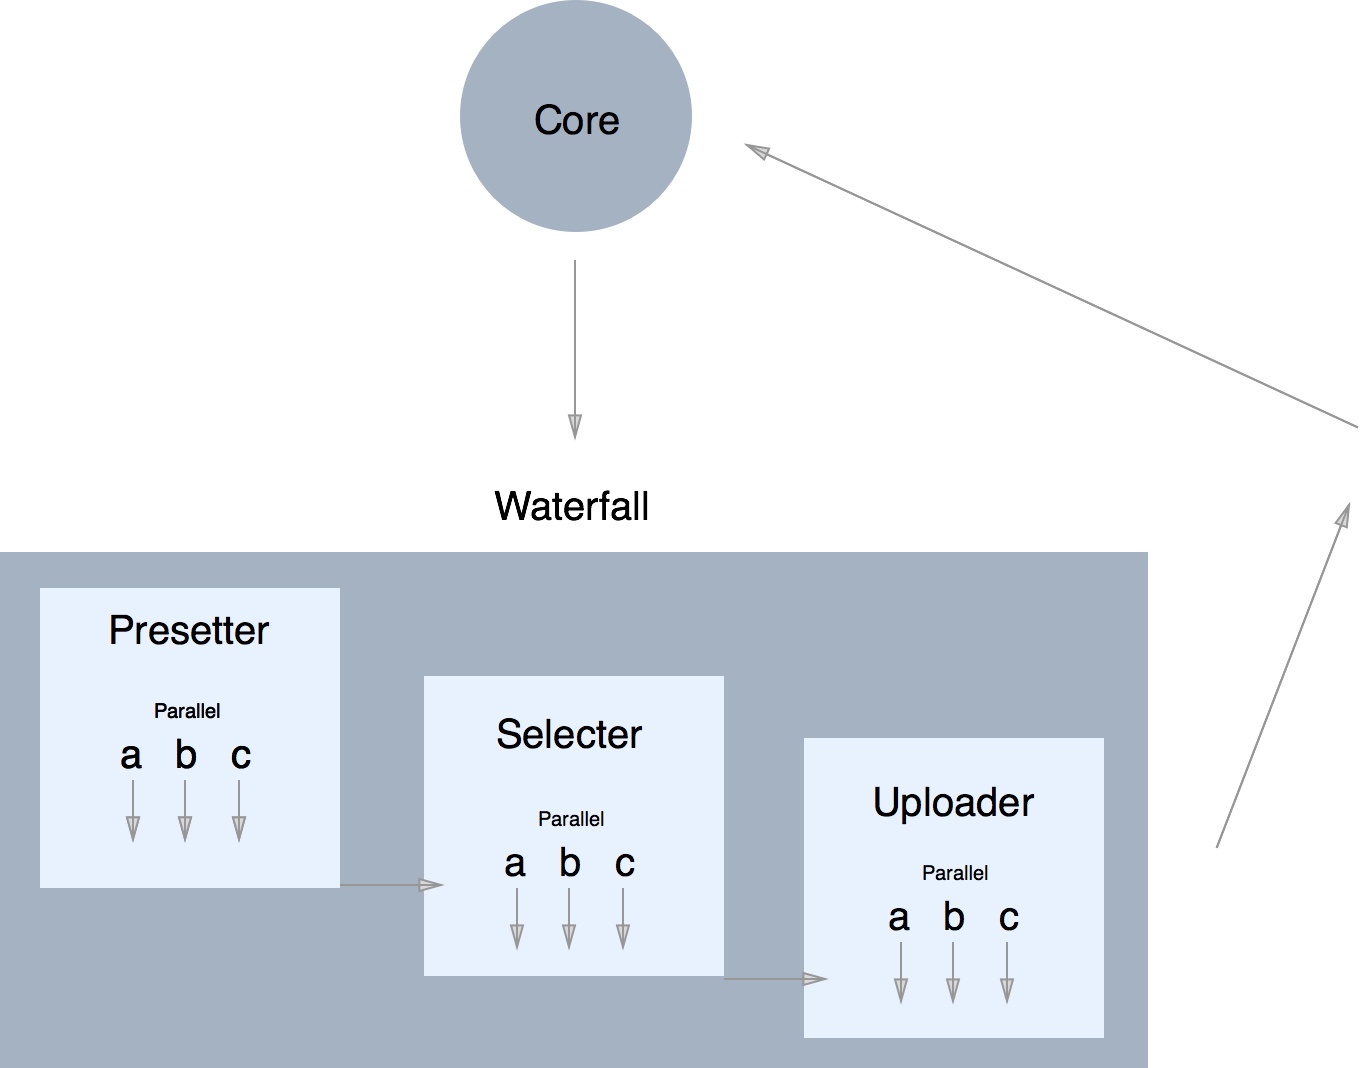 Core
Waterfall
Presetter
Parallel
a b c
Selecter
Parallel
a b c
Uploader
Parallel
a b c